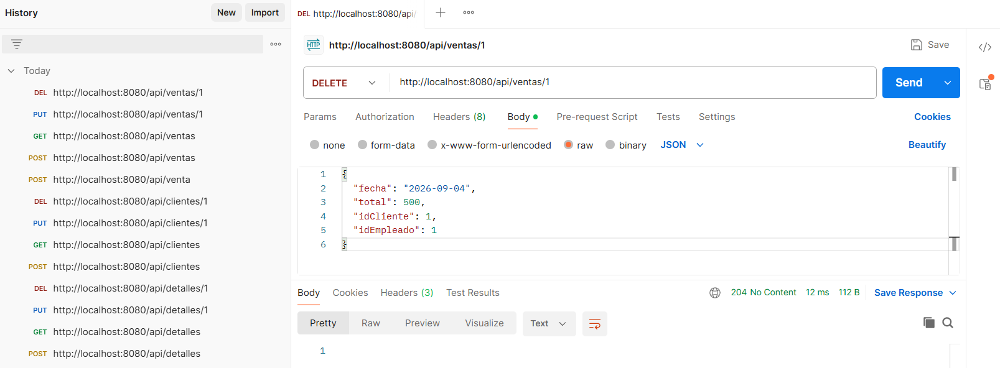 History
New
Import
Today
DEL http://localhost:8080/api/ventas/1
PUT http://localhost:8080/api/ventas/1
GET http://localhost:8080/api/ventas
POST http://localhost:8080/api/ventas
POST http://localhost:8080/api/venta
DEL http://localhost:8080/api/clientes/1
PUT http://localhost:8080/api/clientes/1
GET http://localhost:8080/api/clientes
POST http://localhost:8080/api/clientes
DEL http://localhost:8080/api/detalles/1
PUT http://localhost:8080/api/detalles/1
GET http://localhost:8080/api/detalles
POST http://localhost:8080/api/detalles
DEL http://localhost:8080/api/
HTTP http://localhost:8080/api/ventas/1
Save
DELETE http://localhost:8080/api/ventas/1
Send
Params Authorization Headers (8) Body Pre-request Script Tests Settings Cookies
none form-data x-www-form-urlencoded raw binary JSON Beautify
1 {
2 "fecha": "2026-09-04",
3 "total": 500,
4 "idCliente": 1,
5 "idEmpleado": 1
6 }
Body Cookies Headers (3) Test Results 204 No Content 12 ms 112 B Save Response
Pretty Raw Preview Visualize Text
1